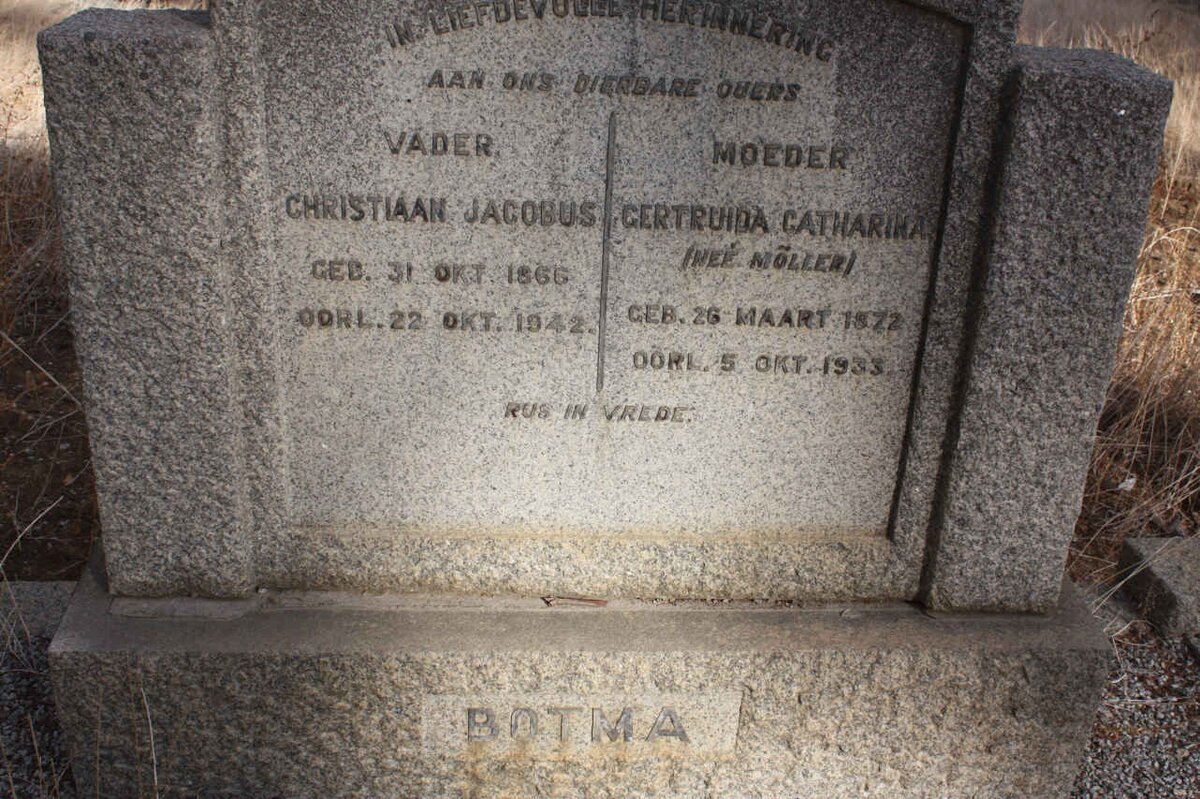 IN LIEFDEVOLLE HERINNERING
AAN ONS DIERBARE OUERS
VADER
CHRISTIAAN JACOBUS
GEB. 31 OKT. 1866
OORL. 22 OKT. 1942.
MOEDER
GERTRUIDA CATHARINA
(NEÉ MÖLLER)
GEB. 26 MAART 1872
OORL. 5 OKT. 1933
RUS IN VREDE.
BOTMA